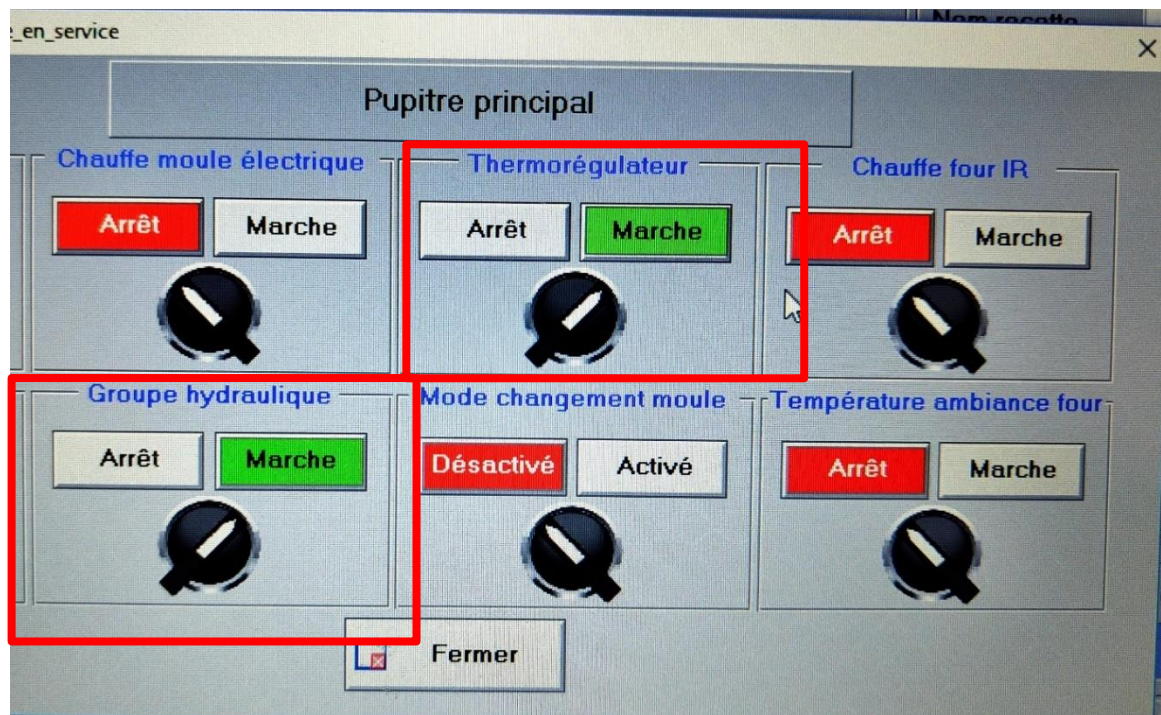 e_en_service
Nom recette
Pupitre principal
Chauffe moule électrique
Thermorégulateur
Chauffe four IR
Arrêt
Marche
Arrêt
Marche
Arrêt
Marche
Groupe hydraulique
Mode changement moule
Température ambiance four
Arrêt
Marche
Désactivé
Activé
Arrêt
Marche
Fermer